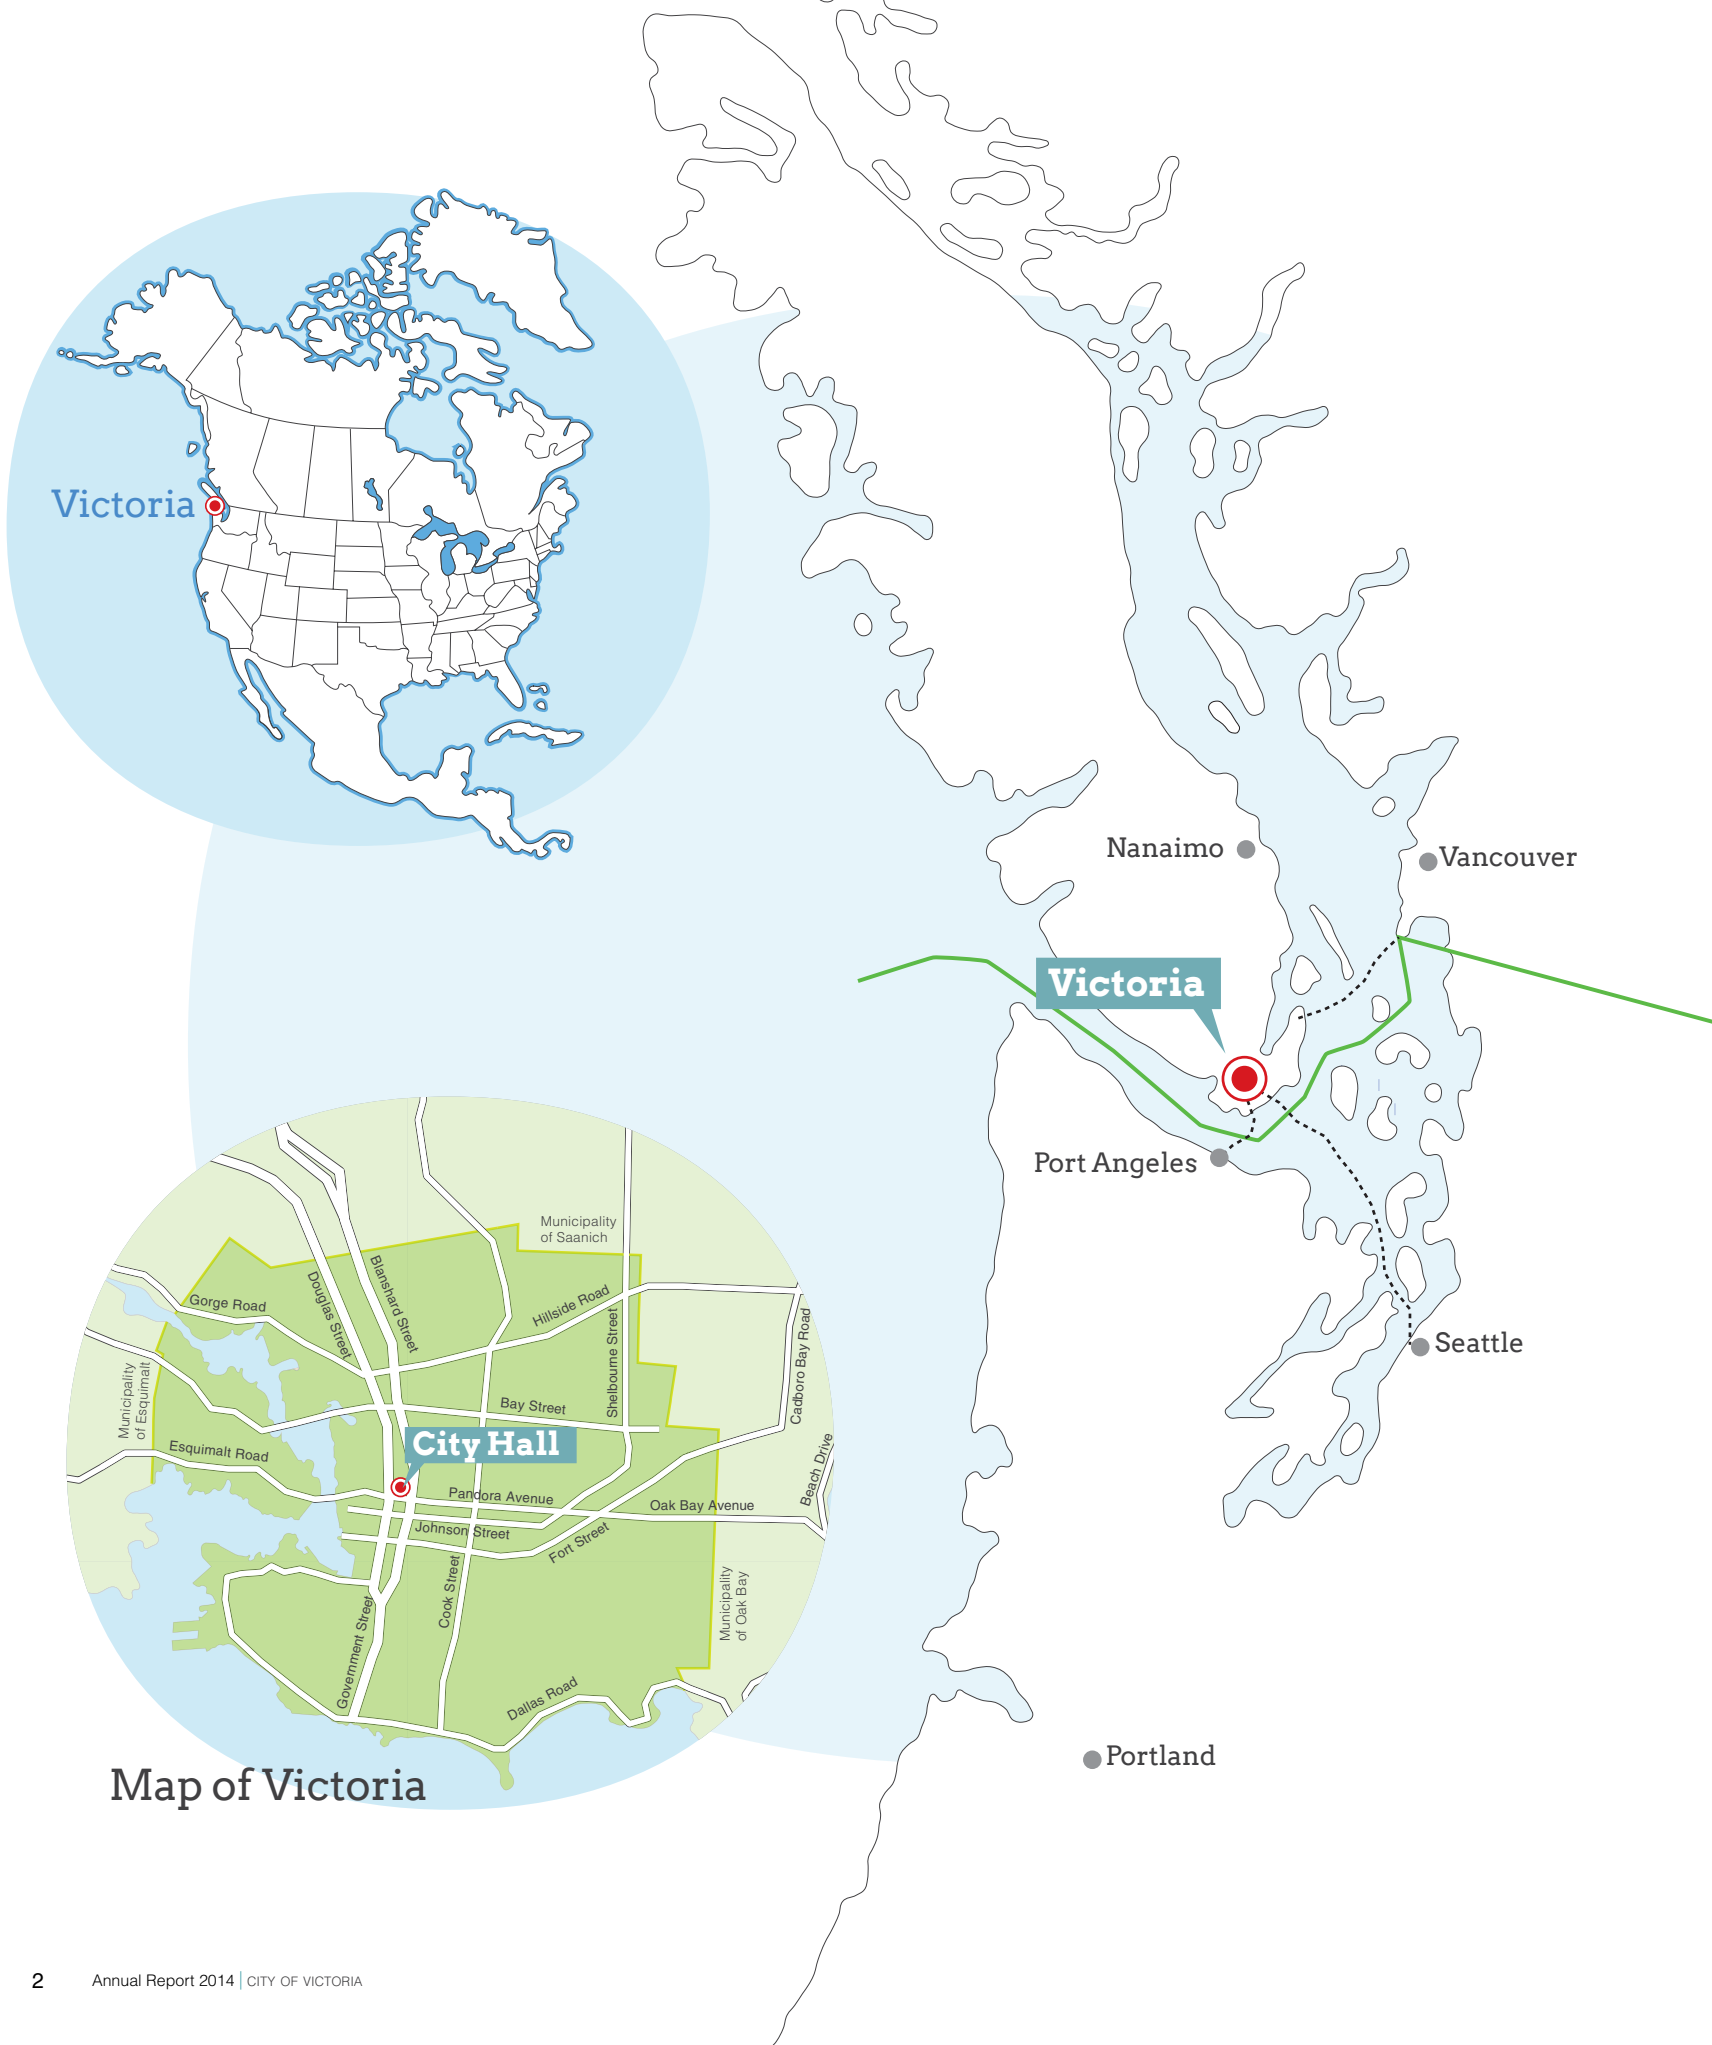 Victoria
Nanaimo
Vancouver
Victoria
Port Angeles
Seattle
Portland
Municipality
of Saanich
Blanshard Street
Douglas Street
Gorge Road
Hillside Road
Shelbourne Street
Cadboro Bay Road
Municipality
of Esquimalt
Bay Street
City Hall
Esquimalt Road
Beach Drive
Pandora Avenue
Oak Bay Avenue
Johnson Street
Fort Street
Cook Street
Municipality
of Oak Bay
Government Street
Dallas Road
Map of Victoria
2 Annual Report 2014 | CITY OF VICTORIA